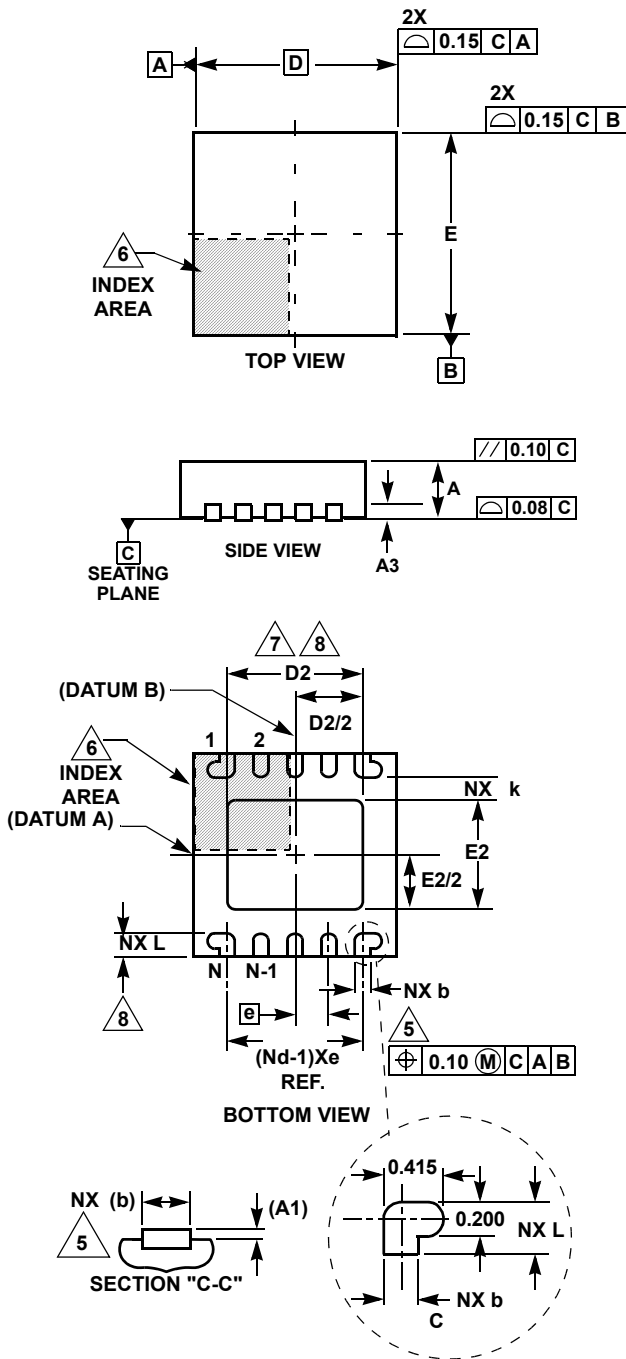 2X
⌓ 0.15 C A
A
D
2X
⌓ 0.15 C B
E
6
INDEX
AREA
TOP VIEW
B
// 0.10 C
A
⌓ 0.08 C
C
SEATING
PLANE
SIDE VIEW
A3
7 8
D2
(DATUM B)
D2/2
6
INDEX
AREA
(DATUM A)
1 2
NX k
E2
E2/2
NX L
N N-1
NX b
8
e
5
(Nd-1)Xe
REF.
⌖ 0.10 Ⓜ C A B
BOTTOM VIEW
0.415
NX (b)
(A1)
0.200
NX L
5
SECTION "C-C"
NX b
C